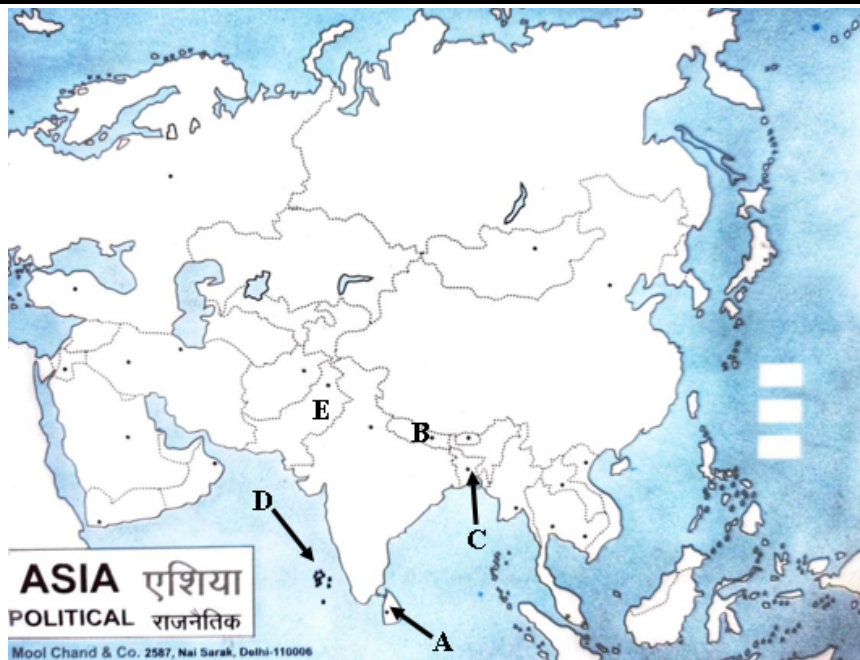 E
B
D
C
ASIA एशिया
POLITICAL राजनैतिक
A
Mool Chand & Co. 2587, Nai Sarak, Delhi-110006